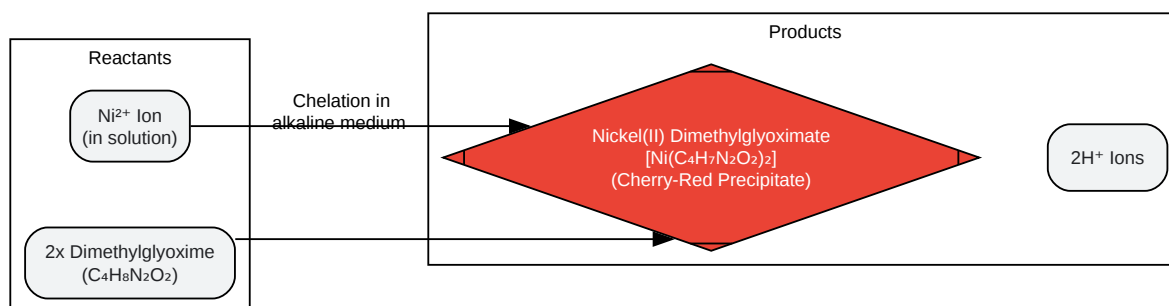 Reactants
Ni²⁺ Ion
(in solution)
2x Dimethylglyoxime
(C₄H₈N₂O₂)
Chelation in
alkaline medium
Products
Nickel(II) Dimethylglyoximate
[Ni(C₄H₇N₂O₂)₂]
(Cherry-Red Precipitate)
2H⁺ Ions